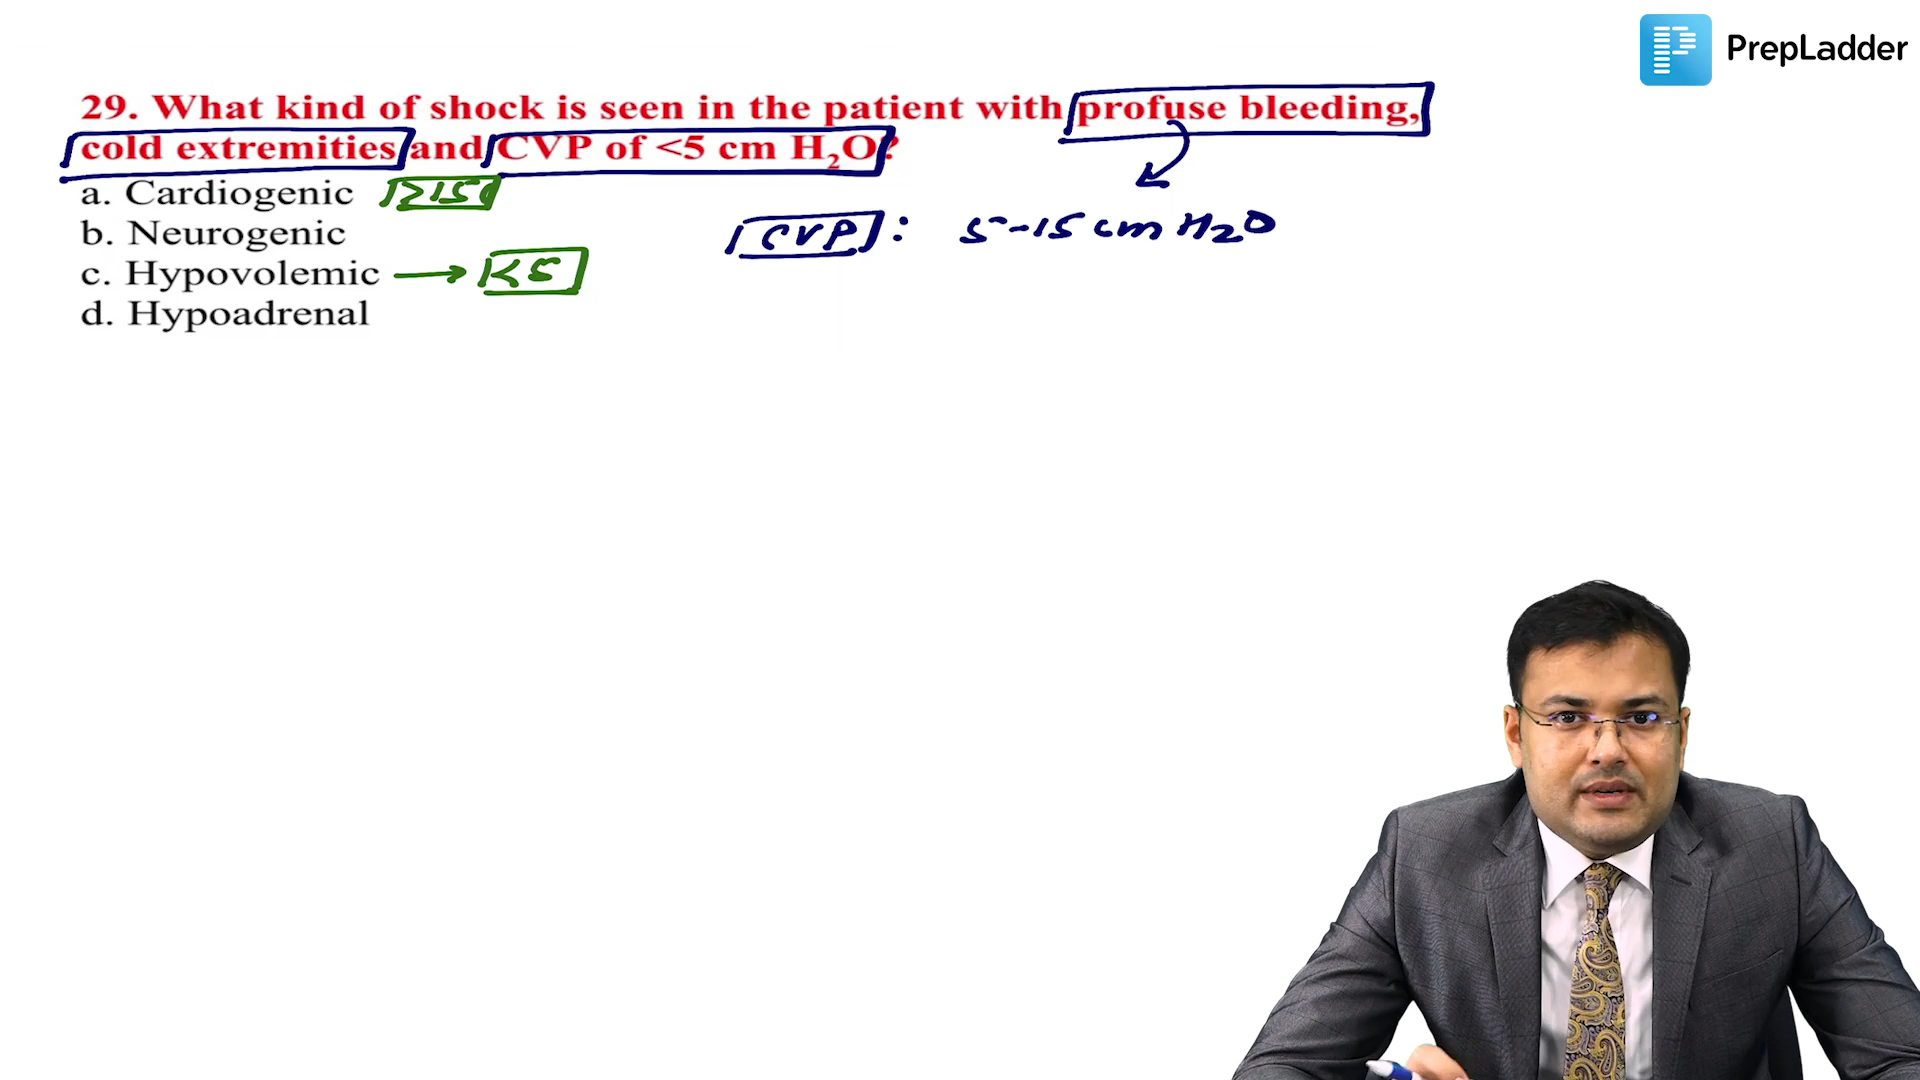 PrepLadder
29. What kind of shock is seen in the patient with profuse bleeding,
cold extremities and CVP of <5 cm H₂O?
a. Cardiogenic >15
b. Neurogenic
CVP : 5-15 cm H₂O
c. Hypovolemic → <5
d. Hypoadrenal